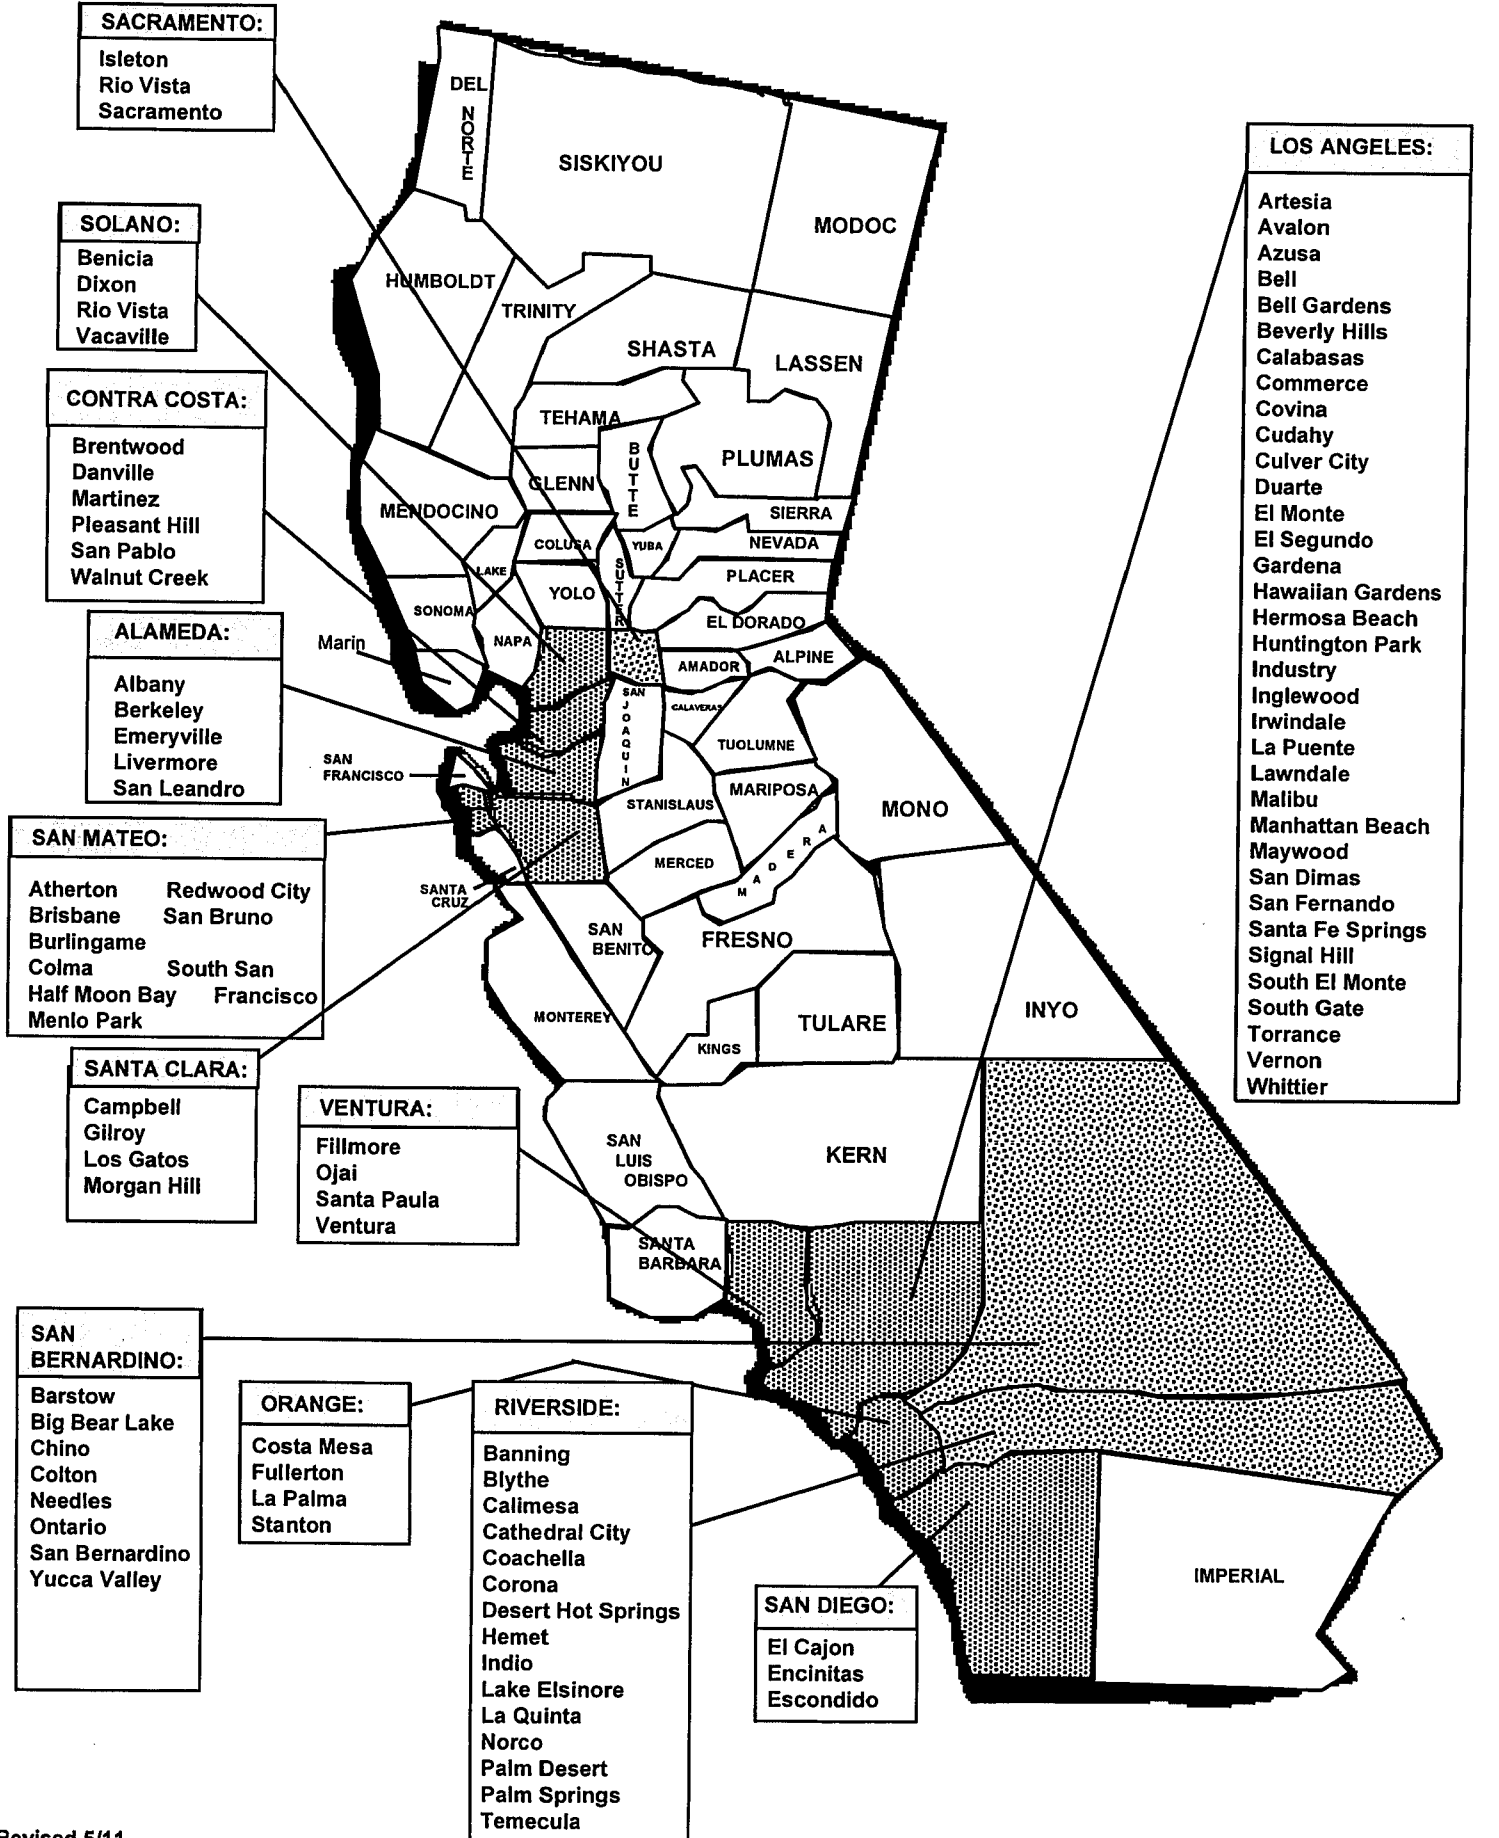 SACRAMENTO:
Isleton
Rio Vista
Sacramento
SOLANO:
Benicia
Dixon
Rio Vista
Vacaville
CONTRA COSTA:
Brentwood
Danville
Martinez
Pleasant Hill
San Pablo
Walnut Creek
ALAMEDA:
Albany
Berkeley
Emeryville
Livermore
San Leandro
SAN MATEO:
Atherton Redwood City
Brisbane San Bruno
Burlingame
Colma South San
Half Moon Bay Francisco
Menlo Park
SANTA CLARA:
Campbell
Gilroy
Los Gatos
Morgan Hill
VENTURA:
Fillmore
Ojai
Santa Paula
Ventura
SAN
BERNARDINO:
Barstow
Big Bear Lake
Chino
Colton
Needles
Ontario
San Bernardino
Yucca Valley
ORANGE:
Costa Mesa
Fullerton
La Palma
Stanton
RIVERSIDE:
Banning
Blythe
Calimesa
Cathedral City
Coachella
Corona
Desert Hot Springs
Hemet
Indio
Lake Elsinore
La Quinta
Norco
Palm Desert
Palm Springs
Temecula
SAN DIEGO:
El Cajon
Encinitas
Escondido
LOS ANGELES:
Artesia
Avalon
Azusa
Bell
Bell Gardens
Beverly Hills
Calabasas
Commerce
Covina
Cudahy
Culver City
Duarte
El Monte
El Segundo
Gardena
Hawaiian Gardens
Hermosa Beach
Huntington Park
Industry
Inglewood
Irwindale
La Puente
Lawndale
Malibu
Manhattan Beach
Maywood
San Dimas
San Fernando
Santa Fe Springs
Signal Hill
South El Monte
South Gate
Torrance
Vernon
Whittier
DEL
NORTE
SISKIYOU
MODOC
HUMBOLDT
TRINITY
SHASTA
LASSEN
TEHAMA
BUTTE
PLUMAS
GLENN
MENDOCINO
SIERRA
COLUSA
YUBA
NEVADA
LAKE
SUTTER
PLACER
YOLO
SONOMA
EL DORADO
NAPA
Marin
AMADOR
ALPINE
SAN
JOAQUIN
CALAVERAS
TUOLUMNE
SAN
FRANCISCO
STANISLAUS
MARIPOSA
MONO
MADERA
MERCED
SANTA
CRUZ
SAN
BENITO
FRESNO
MONTEREY
KINGS
TULARE
INYO
SAN
LUIS
OBISPO
KERN
SANTA
BARBARA
IMPERIAL
Revised 5/11